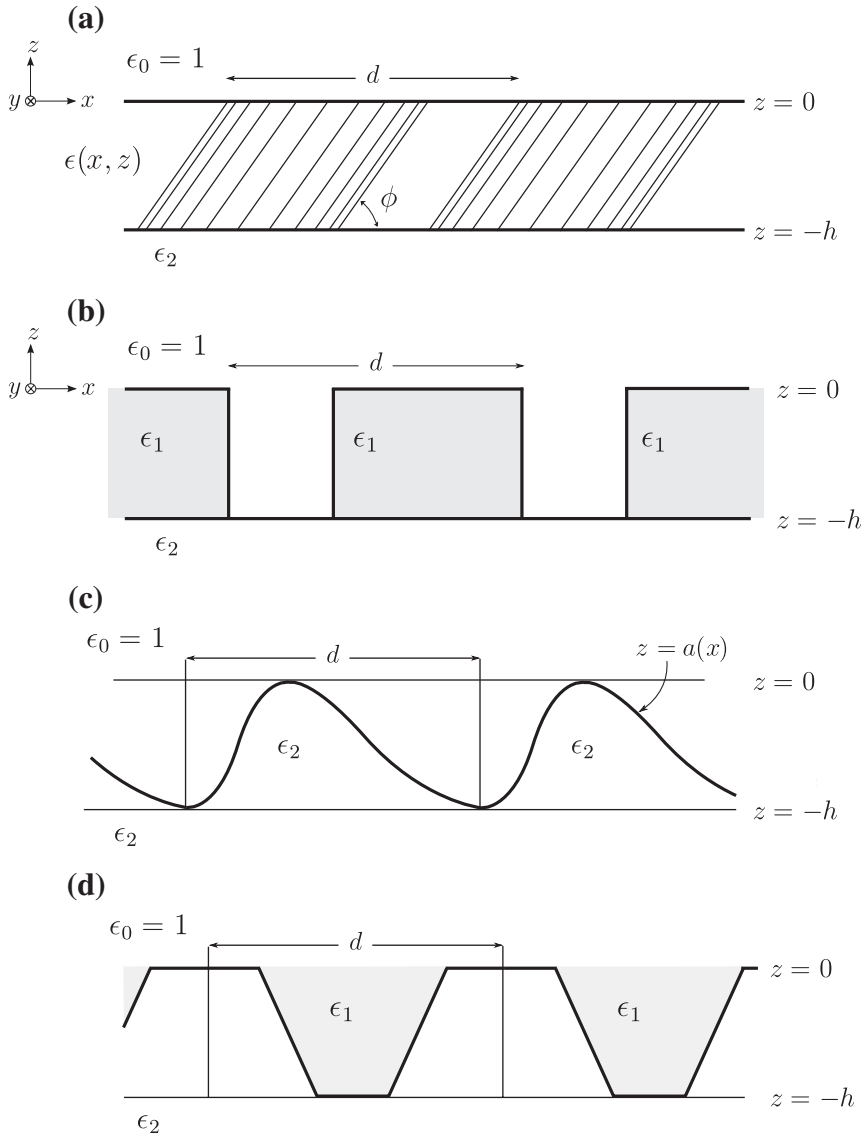 (a)
z
ϵ₀ = 1
d
y
x
z = 0
ϵ(x, z)
ϕ
ϵ₂
z = −h
(b)
z
ϵ₀ = 1
d
y
x
z = 0
ϵ₁
ϵ₁
ϵ₁
ϵ₂
z = −h
(c)
ϵ₀ = 1
d
z = a(x)
z = 0
ϵ₂
ϵ₂
ϵ₂
z = −h
(d)
ϵ₀ = 1
d
z = 0
ϵ₁
ϵ₁
ϵ₂
z = −h